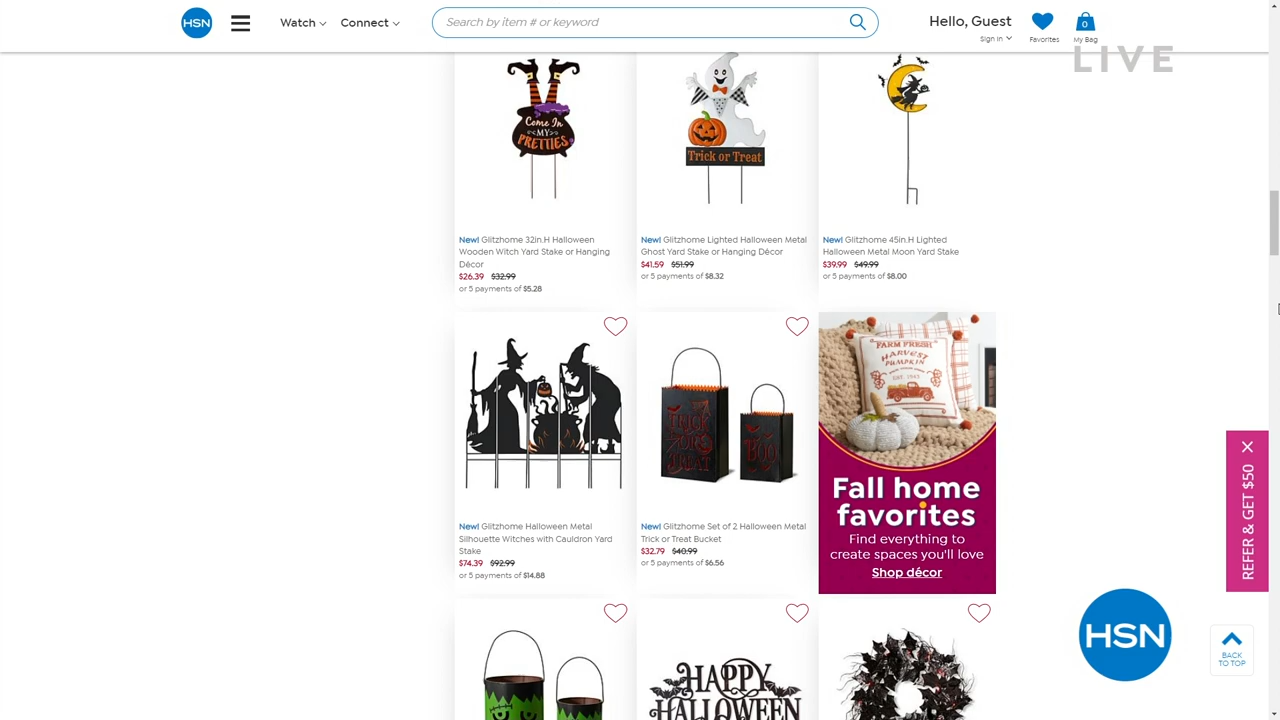 HSN
Watch
Connect
Search by item # or keyword
Hello, Guest
Sign In
Favorites
0
My Bag
LIVE
Come In
MY
PRETTIES
Trick or Treat
New! Glitzhome 32in.H Halloween
Wooden Witch Yard Stake or Hanging
Décor
$26.39 $32.99
or 5 payments of $5.28
New! Glitzhome Lighted Halloween Metal
Ghost Yard Stake or Hanging Décor
$41.59 $51.99
or 5 payments of $8.32
New! Glitzhome 45in.H Lighted
Halloween Metal Moon Yard Stake
$39.99 $49.99
or 5 payments of $8.00
TRICK
OR
TREAT
BOO
FARM FRESH
HARVEST
PUMPKIN
EST. 1943
Fall home
favorites
Find everything to
create spaces you'll love
Shop décor
New! Glitzhome Halloween Metal
Silhouette Witches with Cauldron Yard
Stake
$74.39 $92.99
or 5 payments of $14.88
New! Glitzhome Set of 2 Halloween Metal
Trick or Treat Bucket
$32.79 $40.99
or 5 payments of $6.56
REFER & GET $50
HAPPY
HALLOWEEN
HSN
BACK
TO TOP